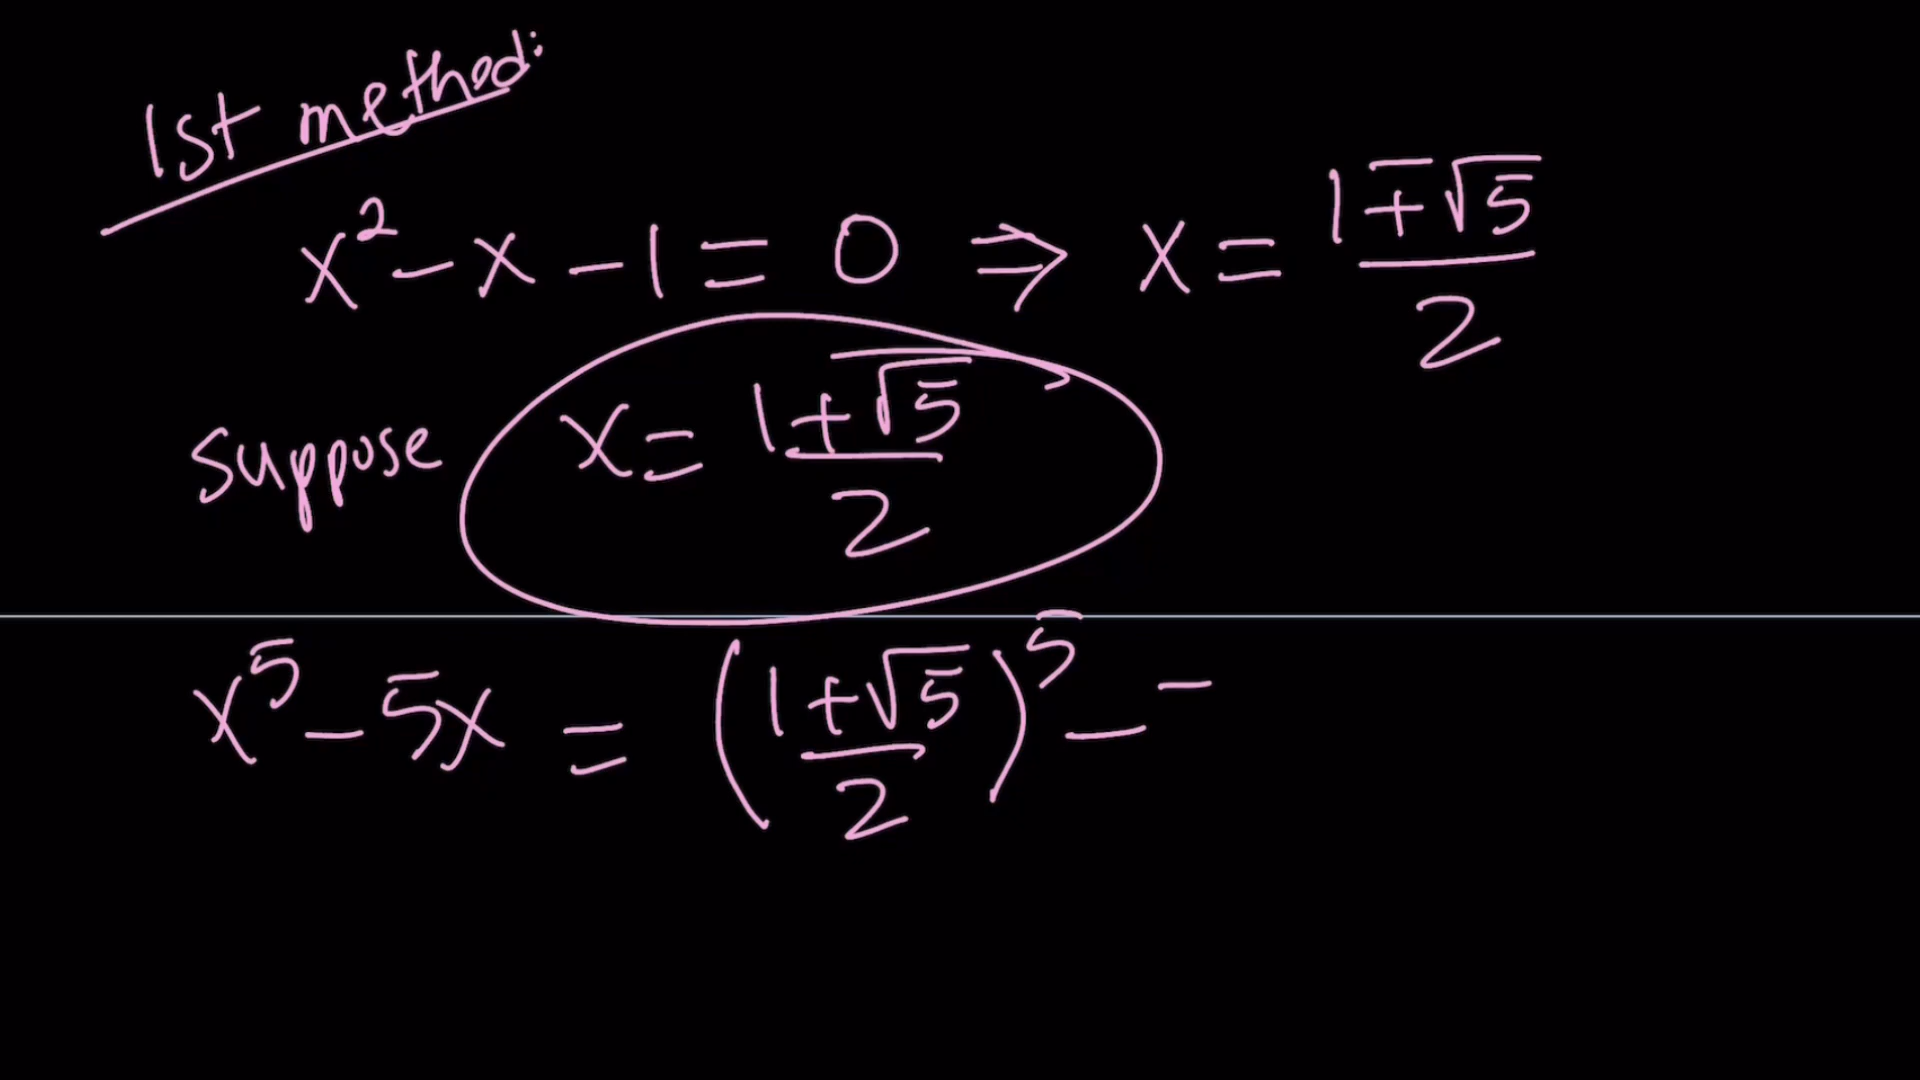 1st method:
x² - x - 1 = 0 ⇒ x = (1 ∓ √5)/2
suppose x = (1 + √5)/2
x⁵ - 5x = ((1 + √5)/2)⁵ - -